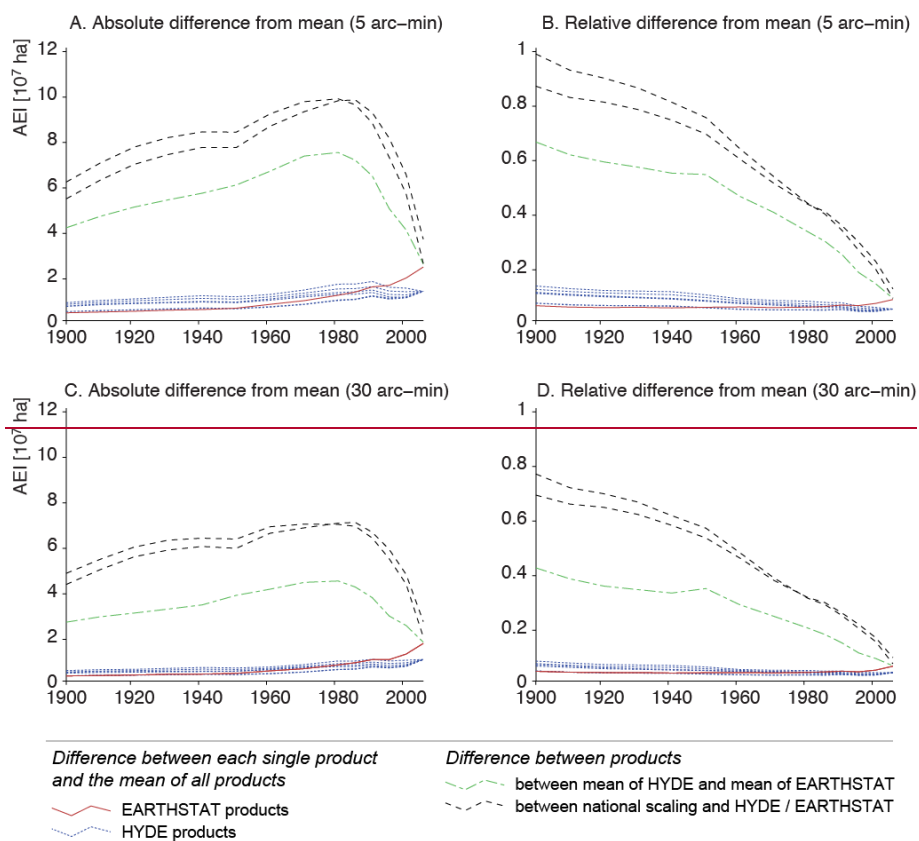 A. Absolute difference from mean (5 arc–min)
AEI [10⁷ ha]
12
10
8
6
4
2
0
1900 1920 1940 1960 1980 2000
B. Relative difference from mean (5 arc–min)
1
0.8
0.6
0.4
0.2
0
1900 1920 1940 1960 1980 2000
C. Absolute difference from mean (30 arc–min)
AEI [10⁷ ha]
12
10
8
6
4
2
0
1900 1920 1940 1960 1980 2000
D. Relative difference from mean (30 arc–min)
1
0.8
0.6
0.4
0.2
0
1900 1920 1940 1960 1980 2000
Difference between each single product
and the mean of all products
EARTHSTAT products
HYDE products
Difference between products
between mean of HYDE and mean of EARTHSTAT
between national scaling and HYDE / EARTHSTAT